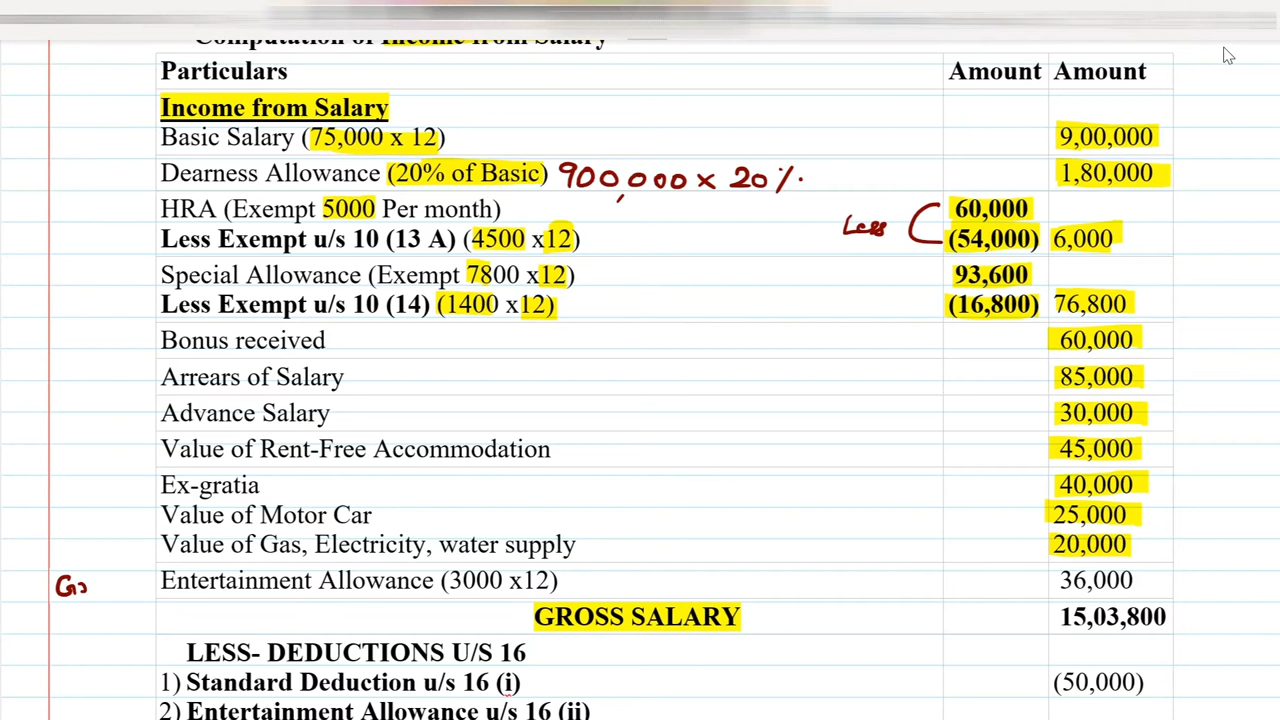 Computation of Income from Salary
Particulars Amount Amount
Income from Salary
Basic Salary (75,000 x 12) 9,00,000
Dearness Allowance (20% of Basic) 900,000 x 20% 1,80,000
HRA (Exempt 5000 Per month) 60,000
Less Exempt u/s 10 (13 A) (4500 x12) Less (54,000) 6,000
Special Allowance (Exempt 7800 x12) 93,600
Less Exempt u/s 10 (14) (1400 x12) (16,800) 76,800
Bonus received 60,000
Arrears of Salary 85,000
Advance Salary 30,000
Value of Rent-Free Accommodation 45,000
Ex-gratia 40,000
Value of Motor Car 25,000
Value of Gas, Electricity, water supply 20,000
Entertainment Allowance (3000 x12) 36,000
GROSS SALARY 15,03,800
LESS- DEDUCTIONS U/S 16
1) Standard Deduction u/s 16 (i) (50,000)
2) Entertainment Allowance u/s 16 (ii)